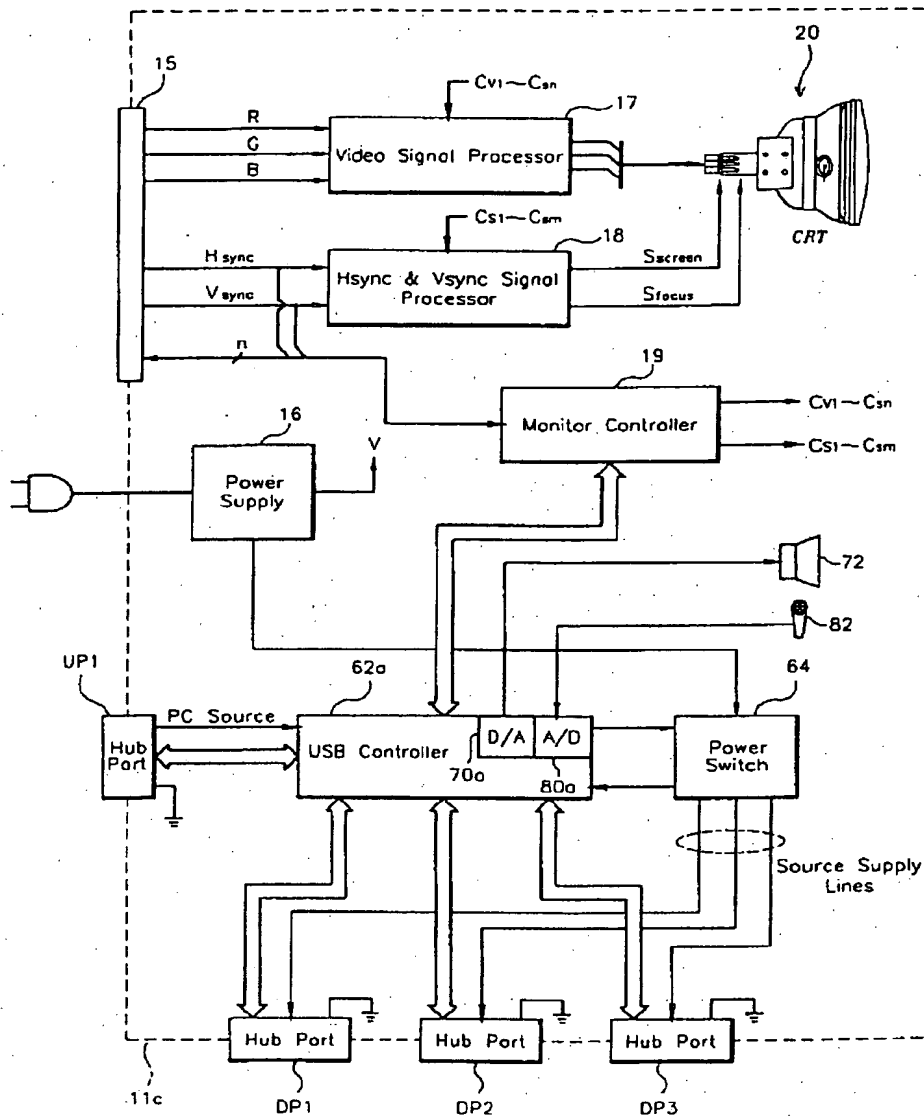 20
15
Cv1~Csn
17
R
G
B
Video Signal Processor
CRT
Cs1~Csm
18
Hsync
Vsync
Hsync & Vsync Signal
Processor
Sscreen
Sfocus
n
19
Monitor Controller
Cv1~Csn
Cs1~Csm
16
Power
Supply
V
72
82
UP1
62a
64
PC Source
Hub
Port
USB Controller
D/A
A/D
70a
80a
Power
Switch
Source Supply
Lines
Hub Port
Hub Port
Hub Port
11c
DP1
DP2
DP3